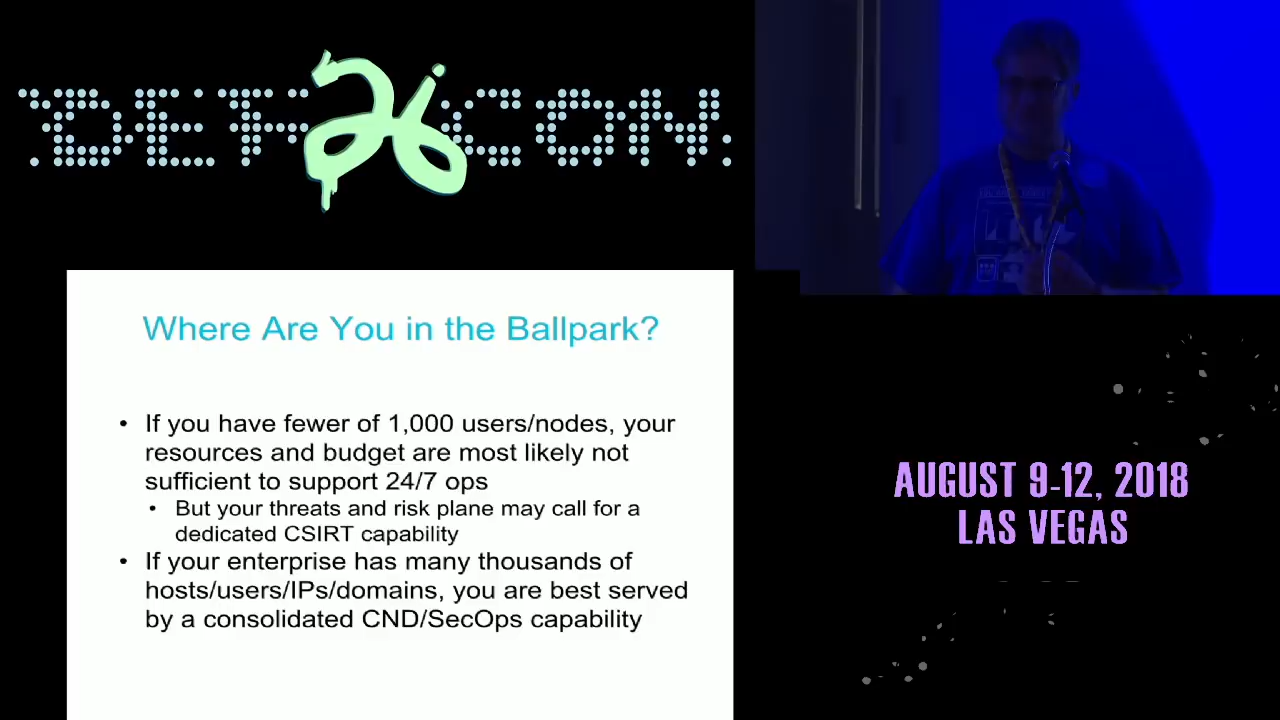 DEF 26 CON
Where Are You in the Ballpark?
• If you have fewer of 1,000 users/nodes, your
resources and budget are most likely not
sufficient to support 24/7 ops
• But your threats and risk plane may call for a
dedicated CSIRT capability
• If your enterprise has many thousands of
hosts/users/IPs/domains, you are best served
by a consolidated CND/SecOps capability
AUGUST 9-12, 2018
LAS VEGAS